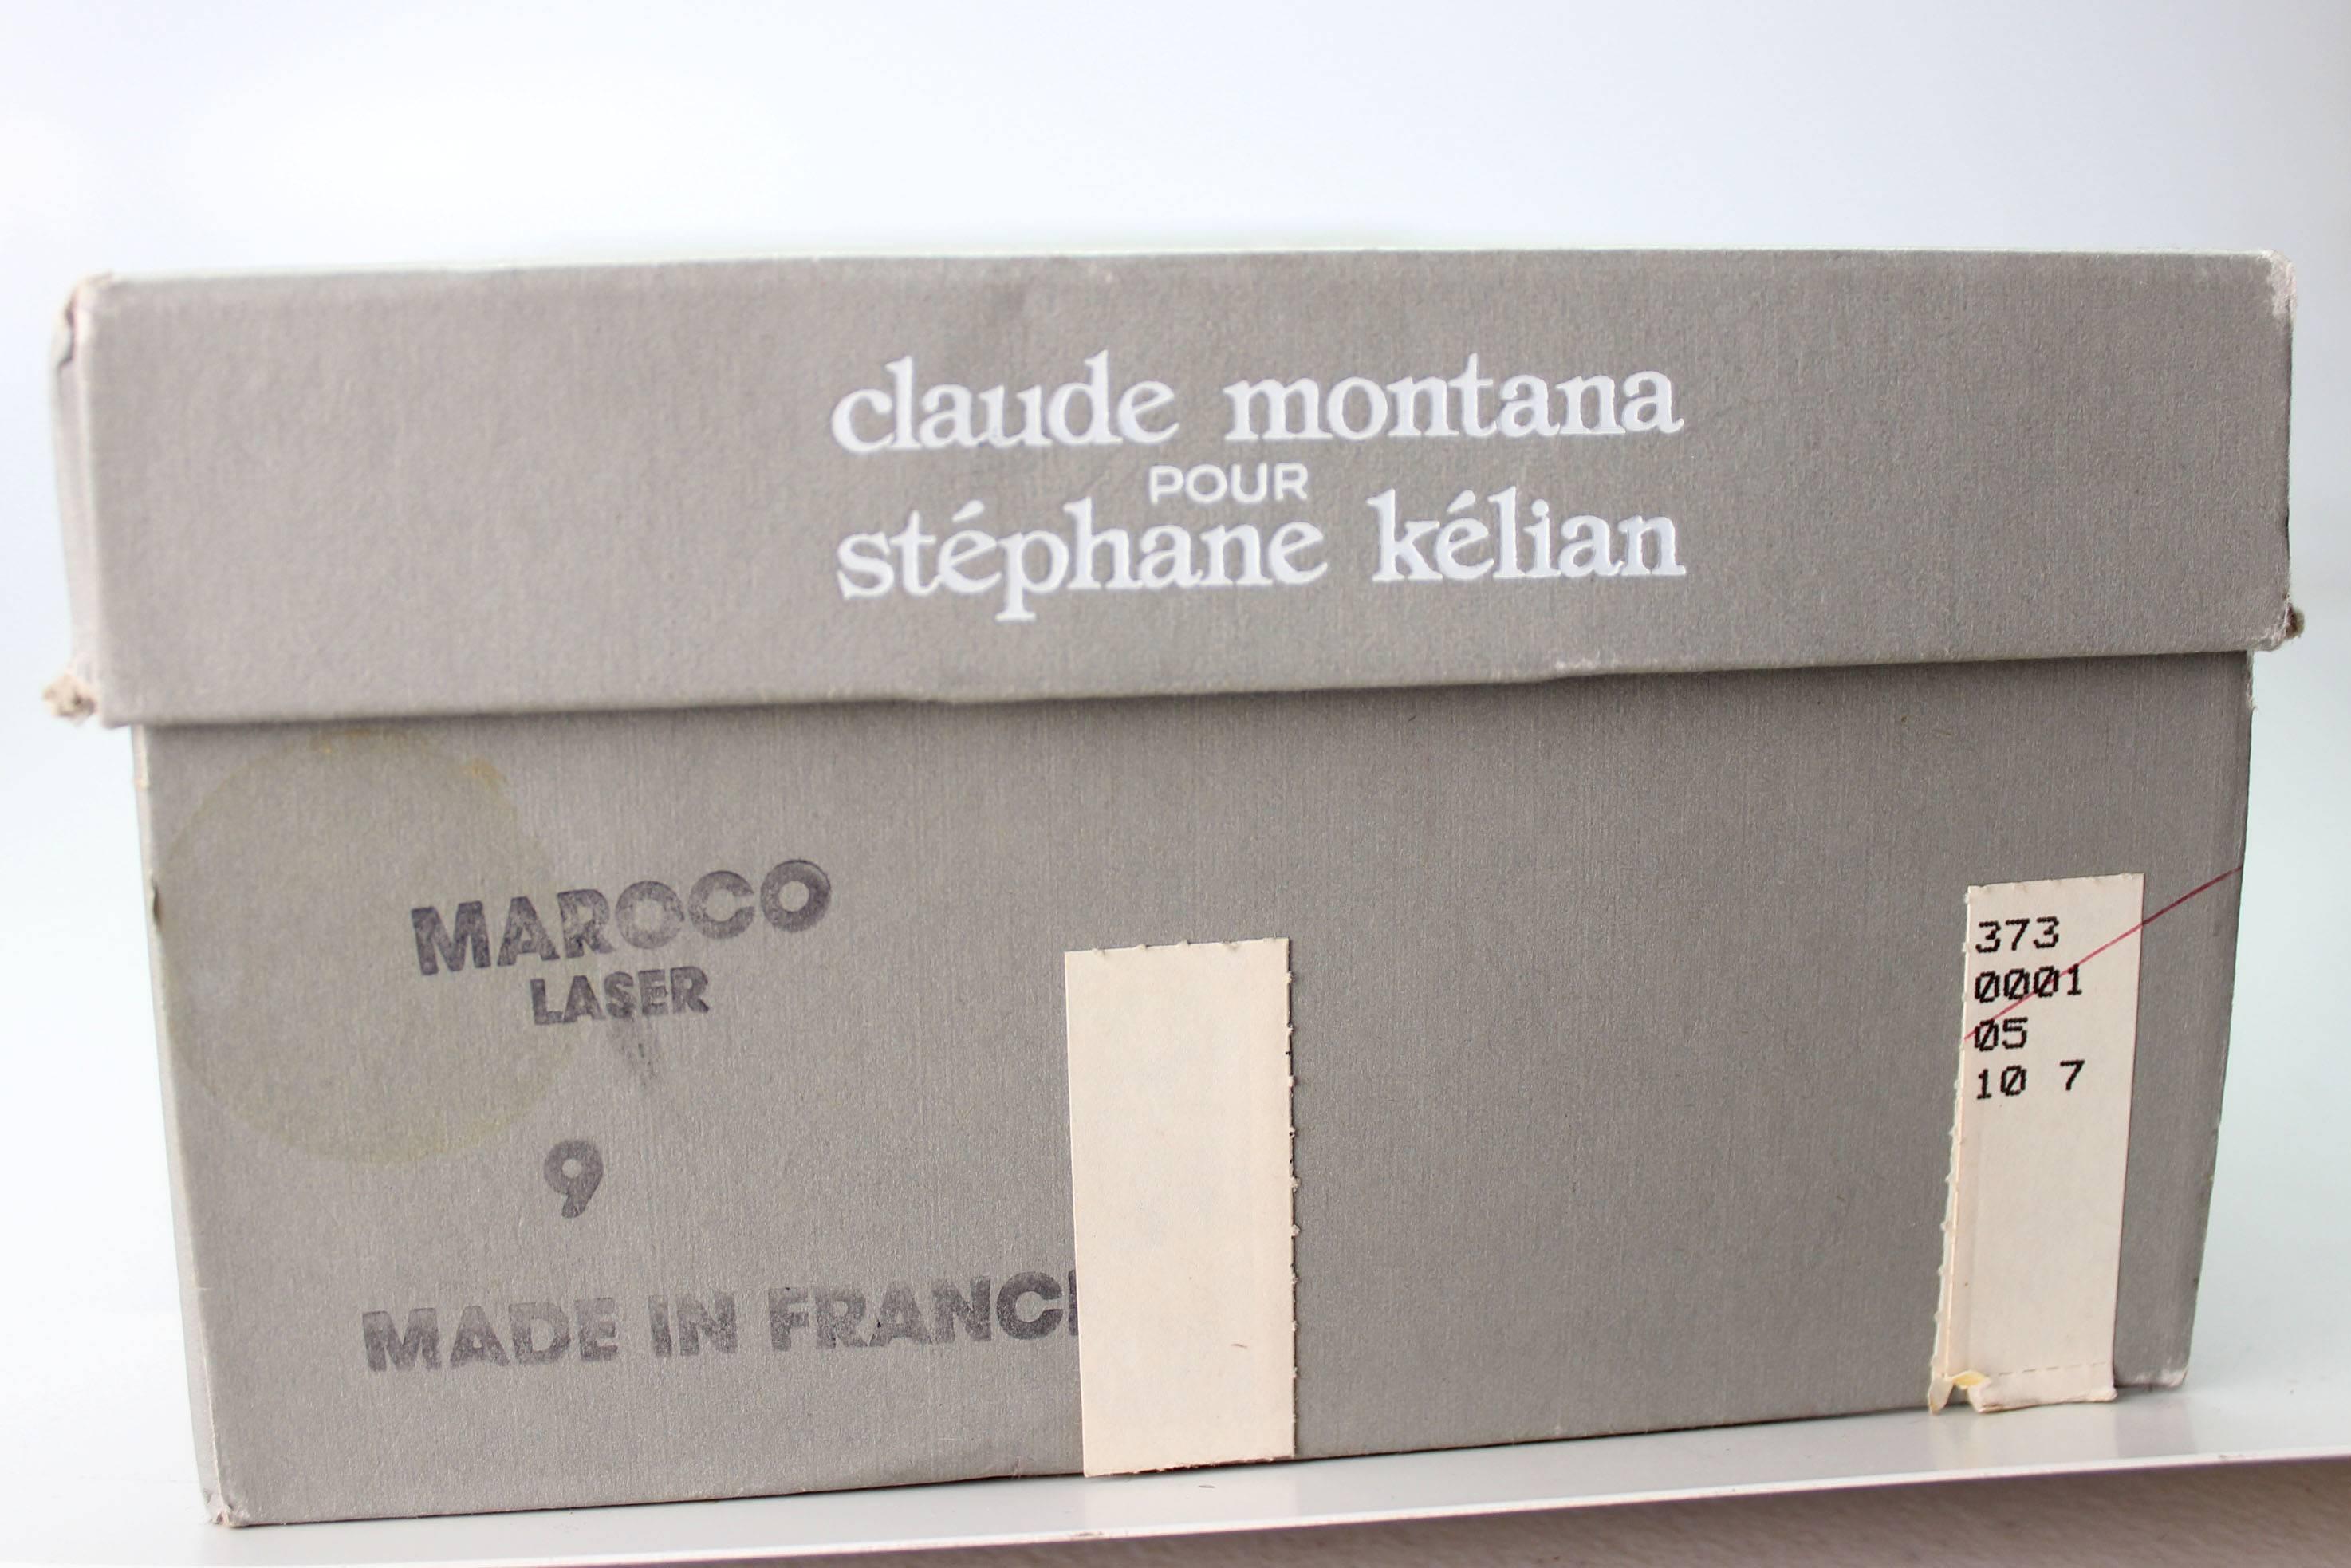 claude montana
POUR
stéphane kélian
MAROCO
LASER
9
MADE IN FRANC
373
0001
05
10 7